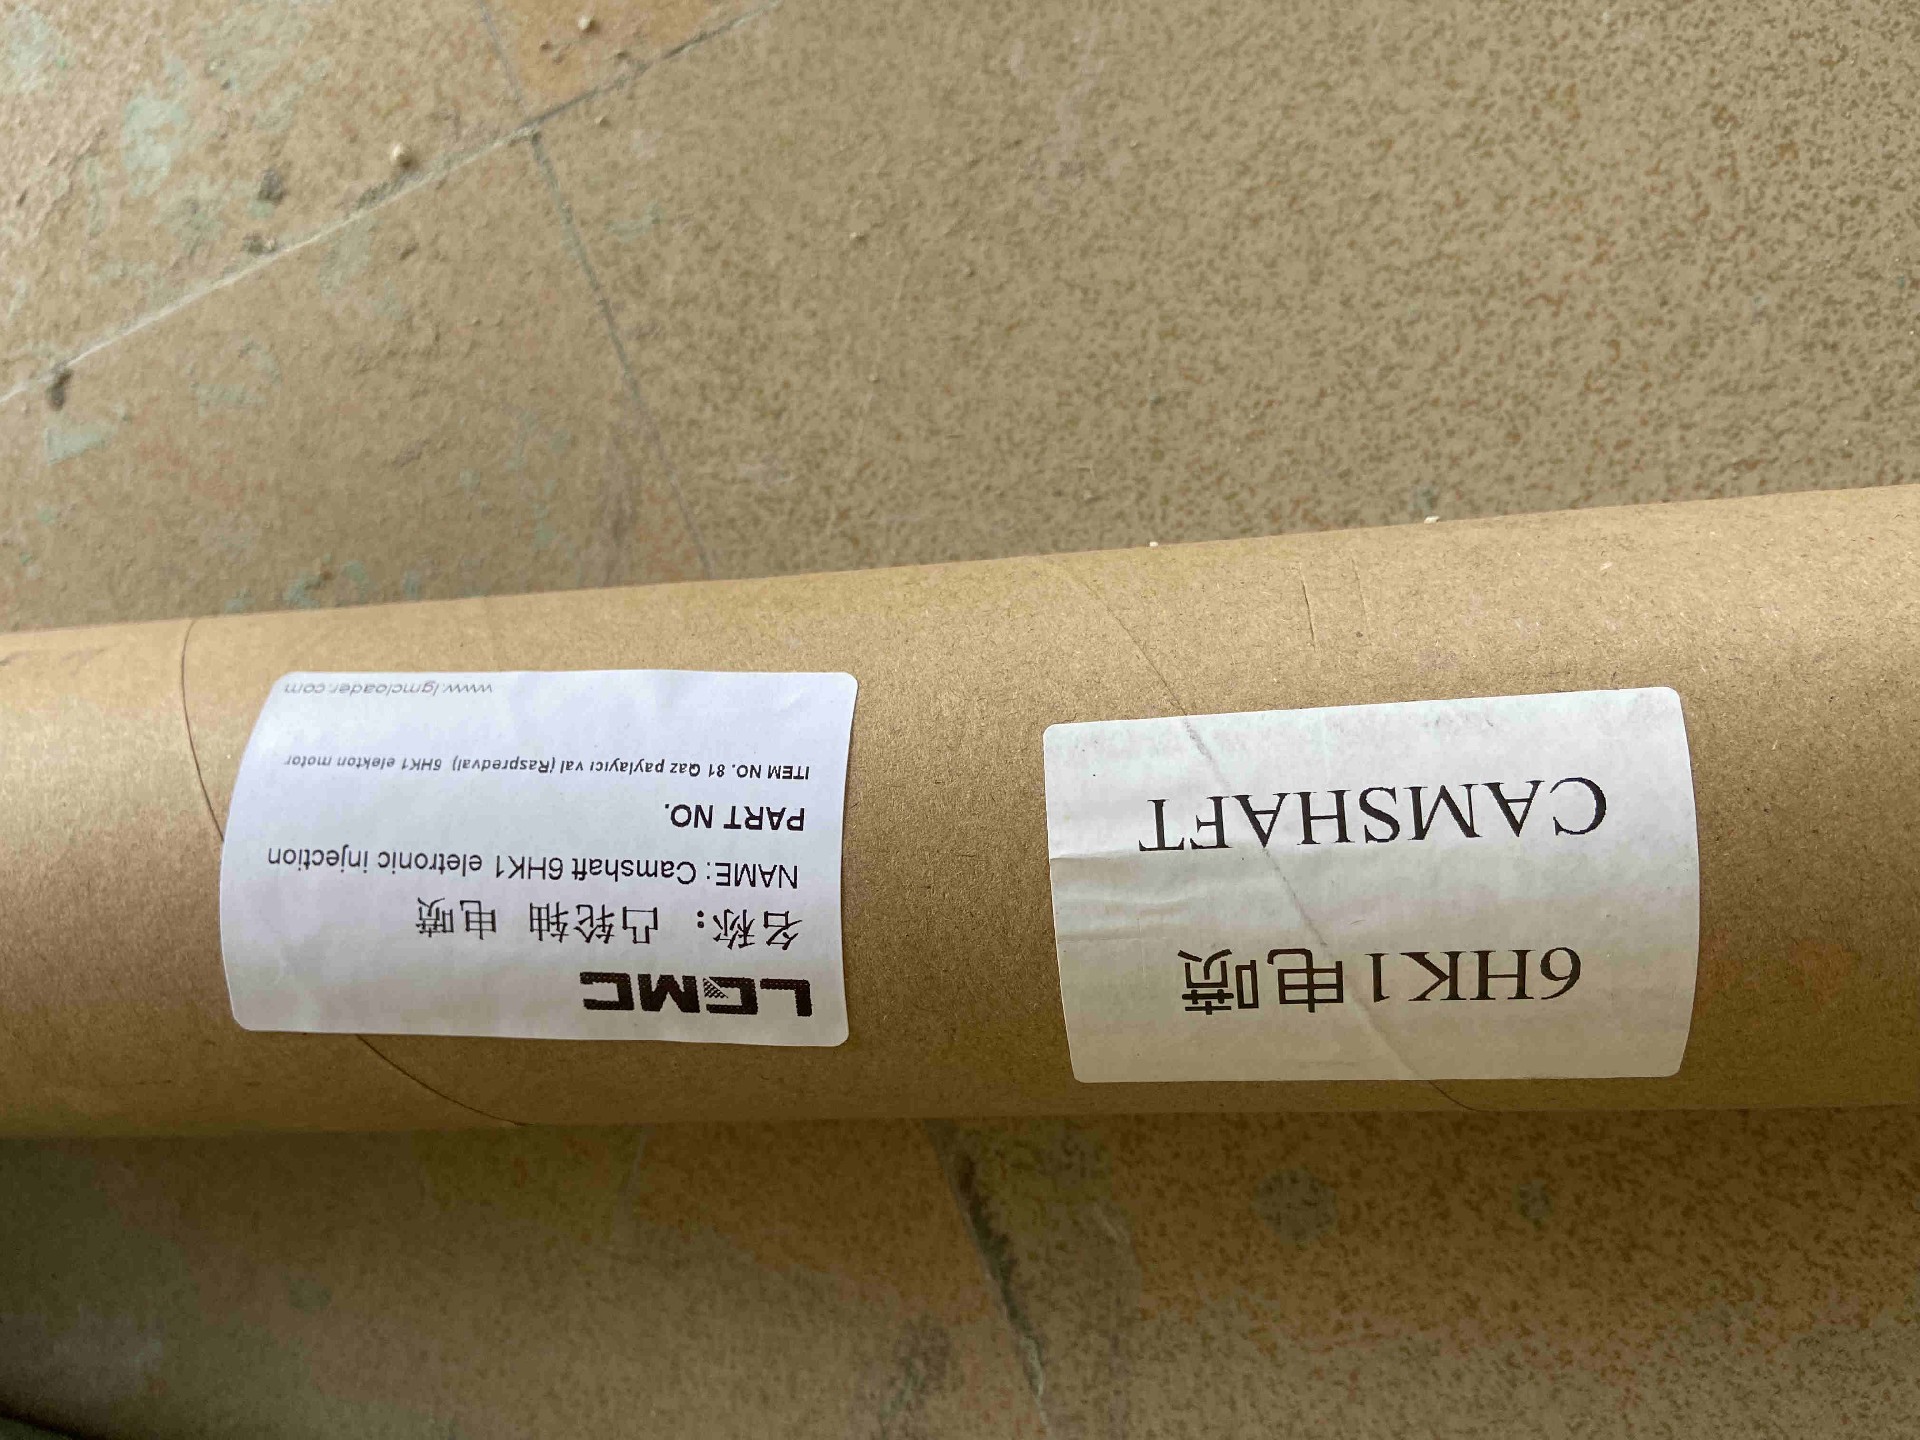 LGMC
名称： 凸轮轴 电喷
NAME: Camshaft 6HK1 eletronic injection
PART NO.
ITEM NO. 81 Qaz paylayıcı val (Raspredval) 6HK1 elekton motor
www.lgmcloader.com
6HK1电喷
CAMSHAFT